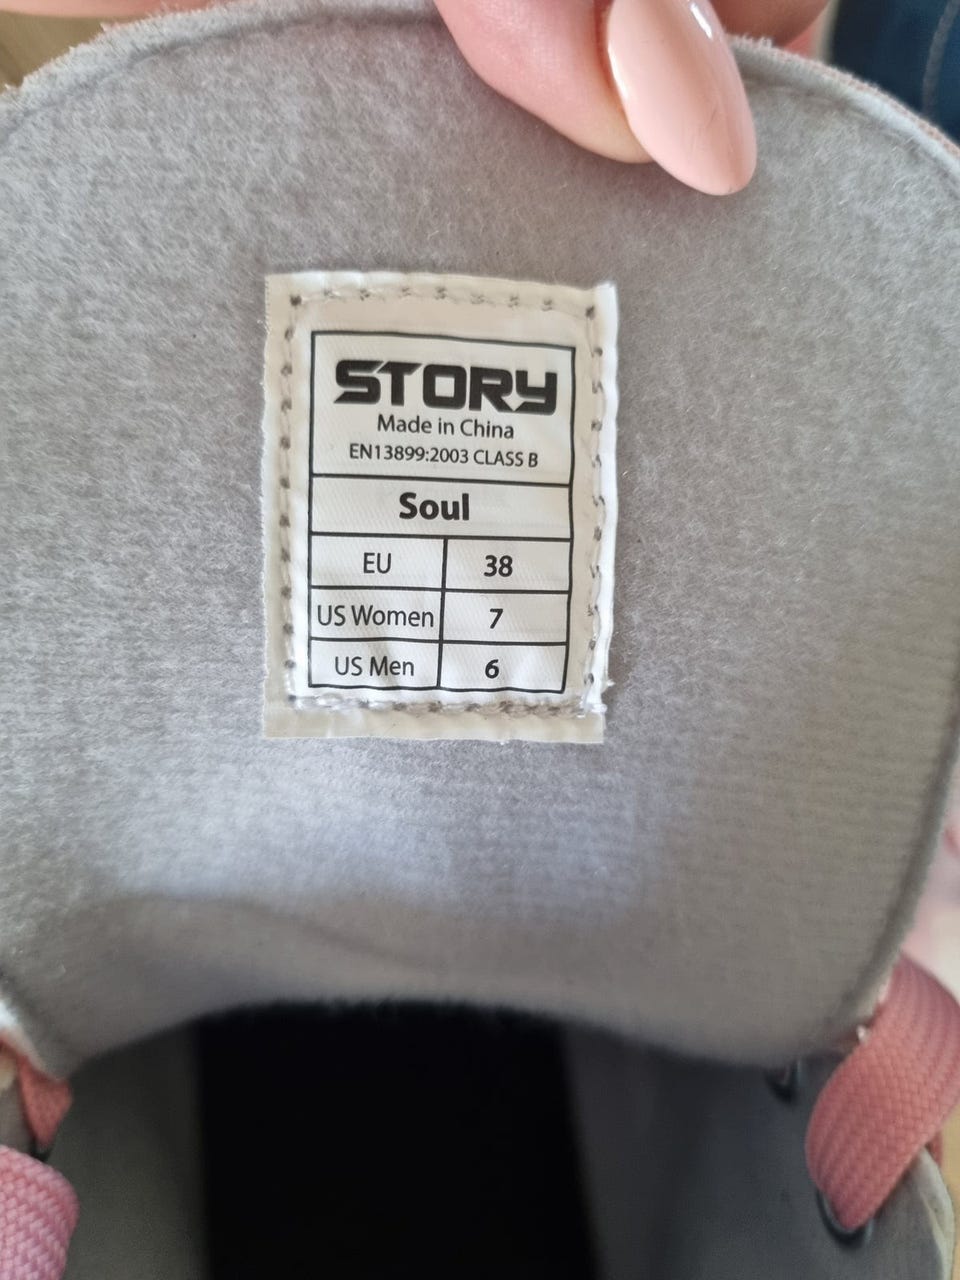 STORY
Made in China
EN13899:2003 CLASS B
Soul
EU 38
US Women 7
US Men 6